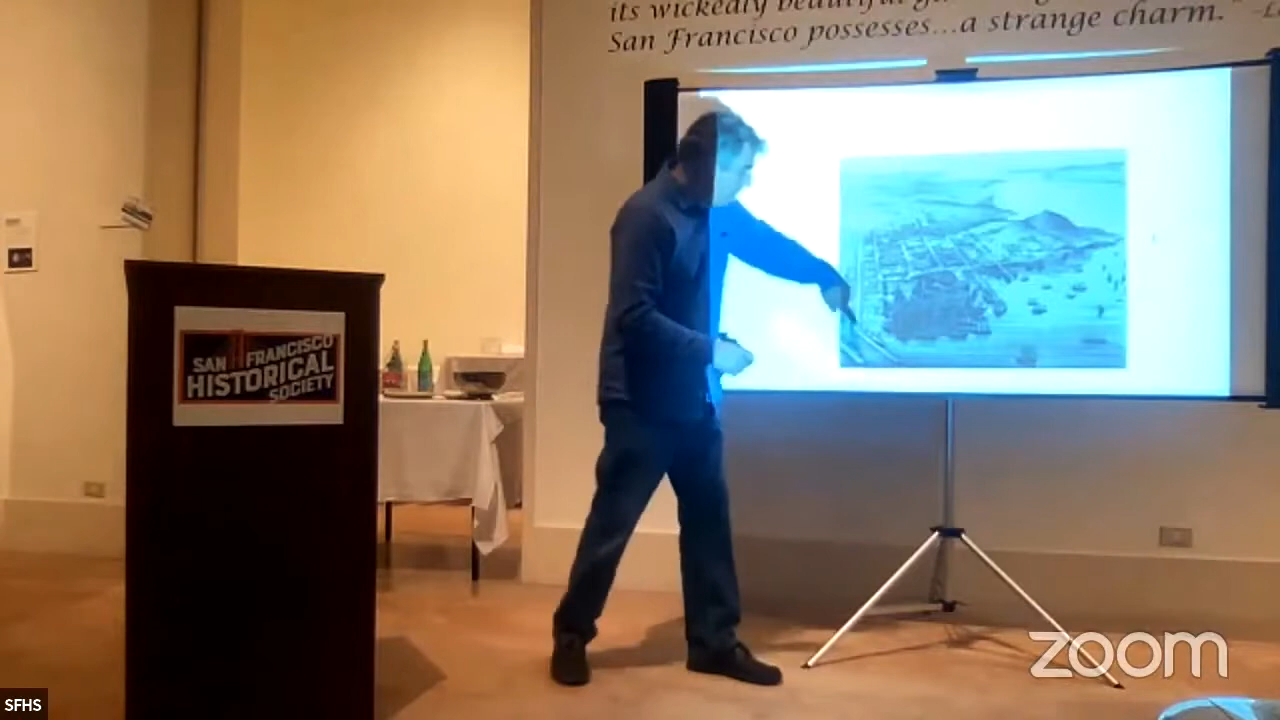 its wickedly beautiful
San Francisco possesses...a strange charm."
SAN FRANCISCO
HISTORICAL
SOCIETY
zoom
SFHS